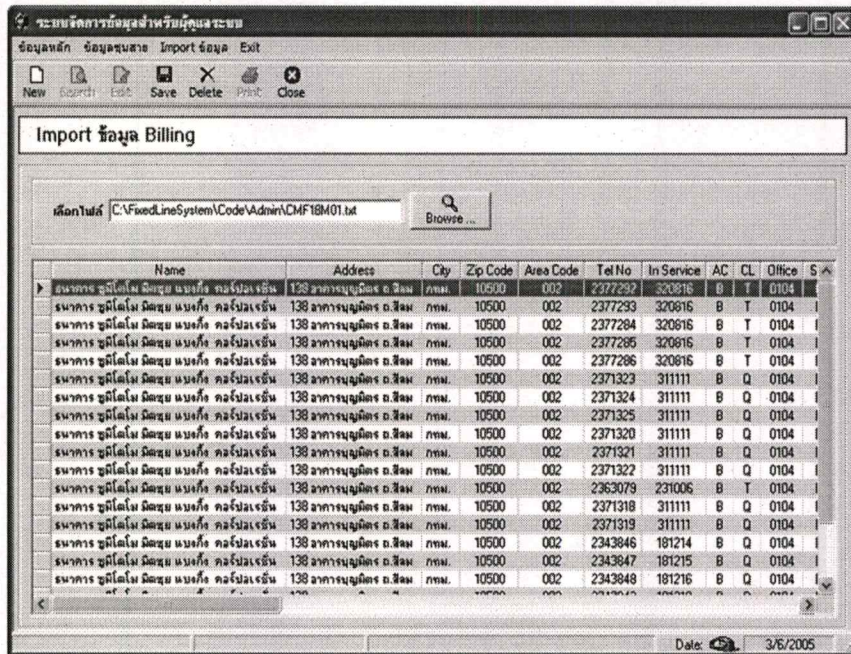 ระบบจัดการข้อมูลสำหรับผู้ดูแลระบบ
ข้อมูลหลัก ข้อมูลชุมสาย Import ข้อมูล Exit
New Search Edit Save Delete Print Close
Import ข้อมูล Billing
เลือกไฟล์ C:\FixedLineSystem\Code\Admin\CMF18M01.txt Browse ...
Name Address City Zip Code Area Code Tel No In Service AC CL Office S
ธนาคาร ซูมิโตโม มิตซุย แบงกิ้ง คอร์ปอเรชั่น 138 อาคารบุญมิตร ถ.สีลม กทม. 10500 002 2377292 320816 B T 0104
ธนาคาร ซูมิโตโม มิตซุย แบงกิ้ง คอร์ปอเรชั่น 138 อาคารบุญมิตร ถ.สีลม กทม. 10500 002 2377293 320816 B T 0104
ธนาคาร ซูมิโตโม มิตซุย แบงกิ้ง คอร์ปอเรชั่น 138 อาคารบุญมิตร ถ.สีลม กทม. 10500 002 2377284 320816 B T 0104
ธนาคาร ซูมิโตโม มิตซุย แบงกิ้ง คอร์ปอเรชั่น 138 อาคารบุญมิตร ถ.สีลม กทม. 10500 002 2377285 320816 B T 0104
ธนาคาร ซูมิโตโม มิตซุย แบงกิ้ง คอร์ปอเรชั่น 138 อาคารบุญมิตร ถ.สีลม กทม. 10500 002 2377286 320816 B T 0104
ธนาคาร ซูมิโตโม มิตซุย แบงกิ้ง คอร์ปอเรชั่น 138 อาคารบุญมิตร ถ.สีลม กทม. 10500 002 2371323 311111 B Q 0104
ธนาคาร ซูมิโตโม มิตซุย แบงกิ้ง คอร์ปอเรชั่น 138 อาคารบุญมิตร ถ.สีลม กทม. 10500 002 2371324 311111 B Q 0104
ธนาคาร ซูมิโตโม มิตซุย แบงกิ้ง คอร์ปอเรชั่น 138 อาคารบุญมิตร ถ.สีลม กทม. 10500 002 2371325 311111 B Q 0104
ธนาคาร ซูมิโตโม มิตซุย แบงกิ้ง คอร์ปอเรชั่น 138 อาคารบุญมิตร ถ.สีลม กทม. 10500 002 2371320 311111 B Q 0104
ธนาคาร ซูมิโตโม มิตซุย แบงกิ้ง คอร์ปอเรชั่น 138 อาคารบุญมิตร ถ.สีลม กทม. 10500 002 2371321 311111 B Q 0104
ธนาคาร ซูมิโตโม มิตซุย แบงกิ้ง คอร์ปอเรชั่น 138 อาคารบุญมิตร ถ.สีลม กทม. 10500 002 2371322 311111 B Q 0104
ธนาคาร ซูมิโตโม มิตซุย แบงกิ้ง คอร์ปอเรชั่น 138 อาคารบุญมิตร ถ.สีลม กทม. 10500 002 2363079 231006 B T 0104
ธนาคาร ซูมิโตโม มิตซุย แบงกิ้ง คอร์ปอเรชั่น 138 อาคารบุญมิตร ถ.สีลม กทม. 10500 002 2371318 311111 B Q 0104
ธนาคาร ซูมิโตโม มิตซุย แบงกิ้ง คอร์ปอเรชั่น 138 อาคารบุญมิตร ถ.สีลม กทม. 10500 002 2371319 311111 B Q 0104
ธนาคาร ซูมิโตโม มิตซุย แบงกิ้ง คอร์ปอเรชั่น 138 อาคารบุญมิตร ถ.สีลม กทม. 10500 002 2343846 181214 B Q 0104
ธนาคาร ซูมิโตโม มิตซุย แบงกิ้ง คอร์ปอเรชั่น 138 อาคารบุญมิตร ถ.สีลม กทม. 10500 002 2343847 181215 B Q 0104
ธนาคาร ซูมิโตโม มิตซุย แบงกิ้ง คอร์ปอเรชั่น 138 อาคารบุญมิตร ถ.สีลม กทม. 10500 002 2343848 181216 B Q 0104
Date: 3/6/2005